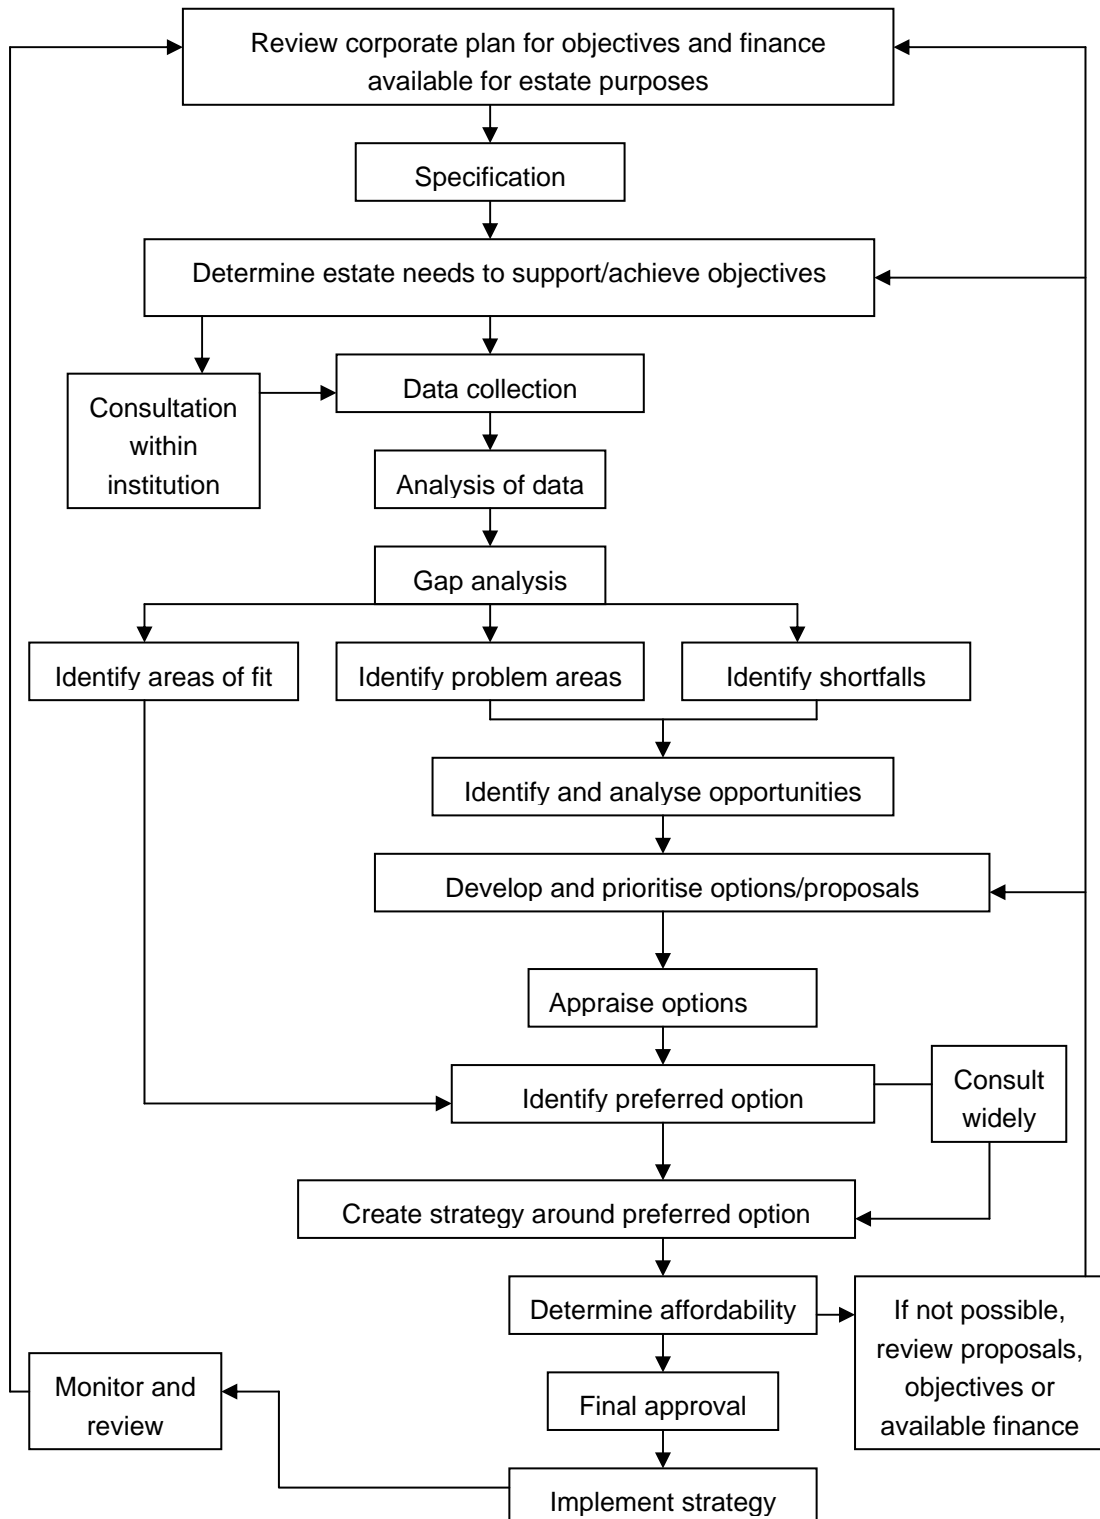 Review corporate plan for objectives and finance
available for estate purposes
Specification
Determine estate needs to support/achieve objectives
Data collection
Consultation
within
institution
Analysis of data
Gap analysis
Identify areas of fit
Identify problem areas
Identify shortfalls
Identify and analyse opportunities
Develop and prioritise options/proposals
Appraise options
Identify preferred option
Consult
widely
Create strategy around preferred option
Determine affordability
If not possible,
review proposals,
objectives or
available finance
Monitor and
review
Final approval
Implement strategy